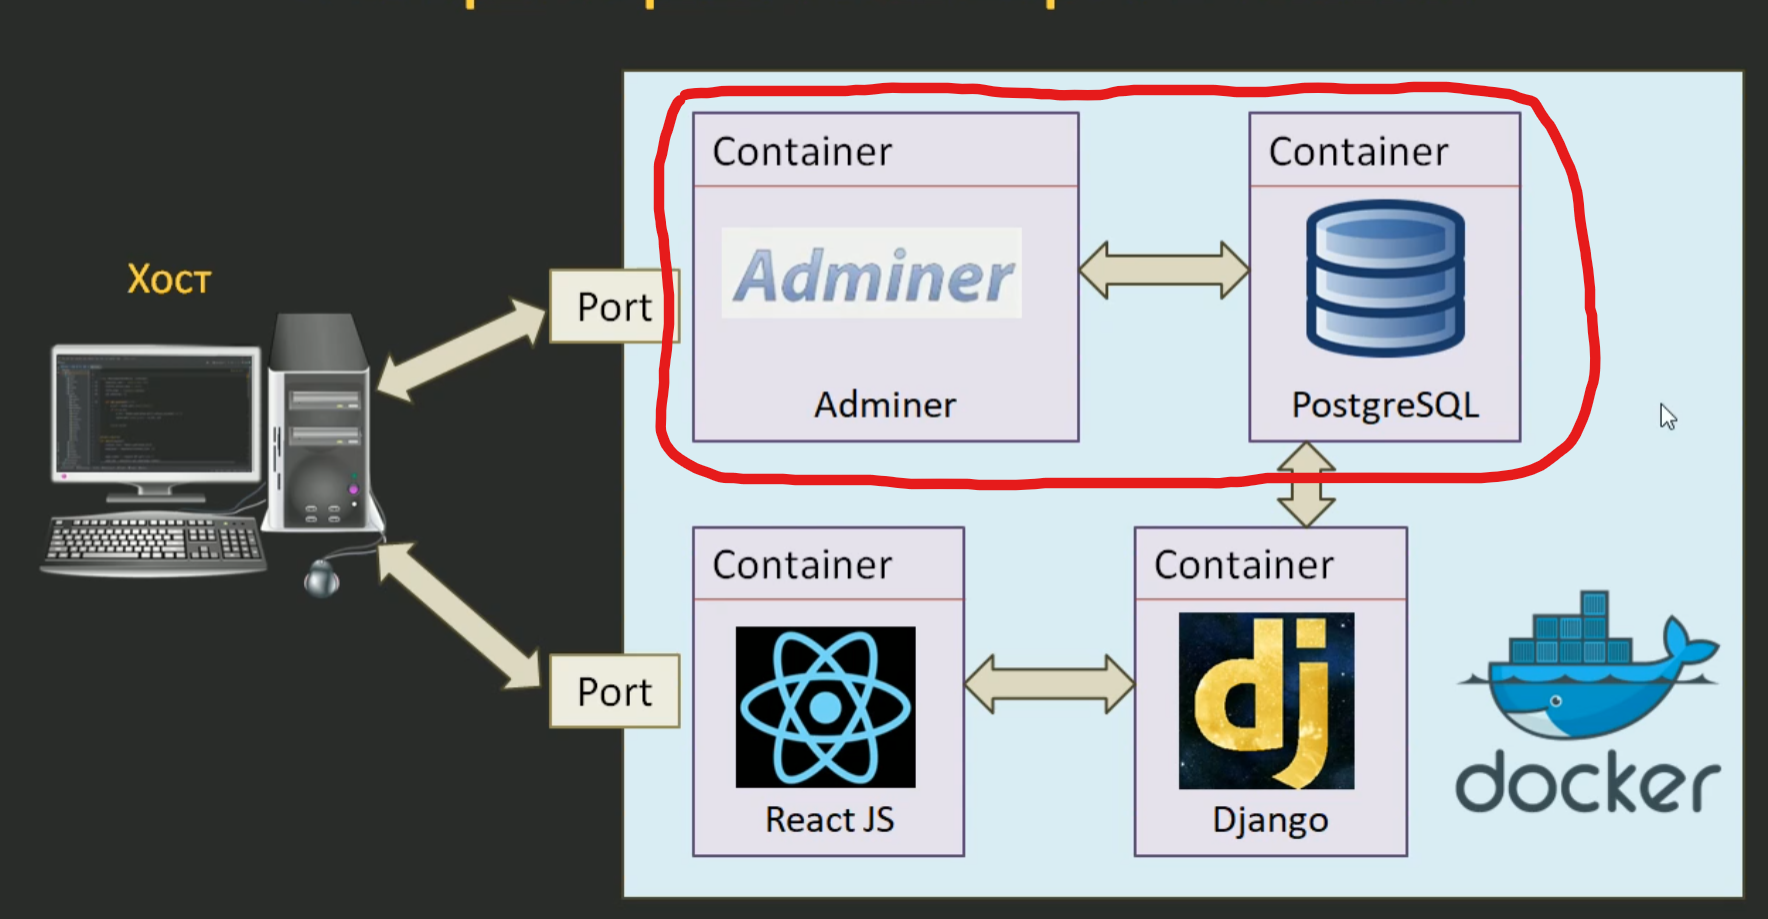 Container
Container
Adminer
Хост
Port
Adminer
PostgreSQL
Container
Container
Port
dj
React JS
Django
docker